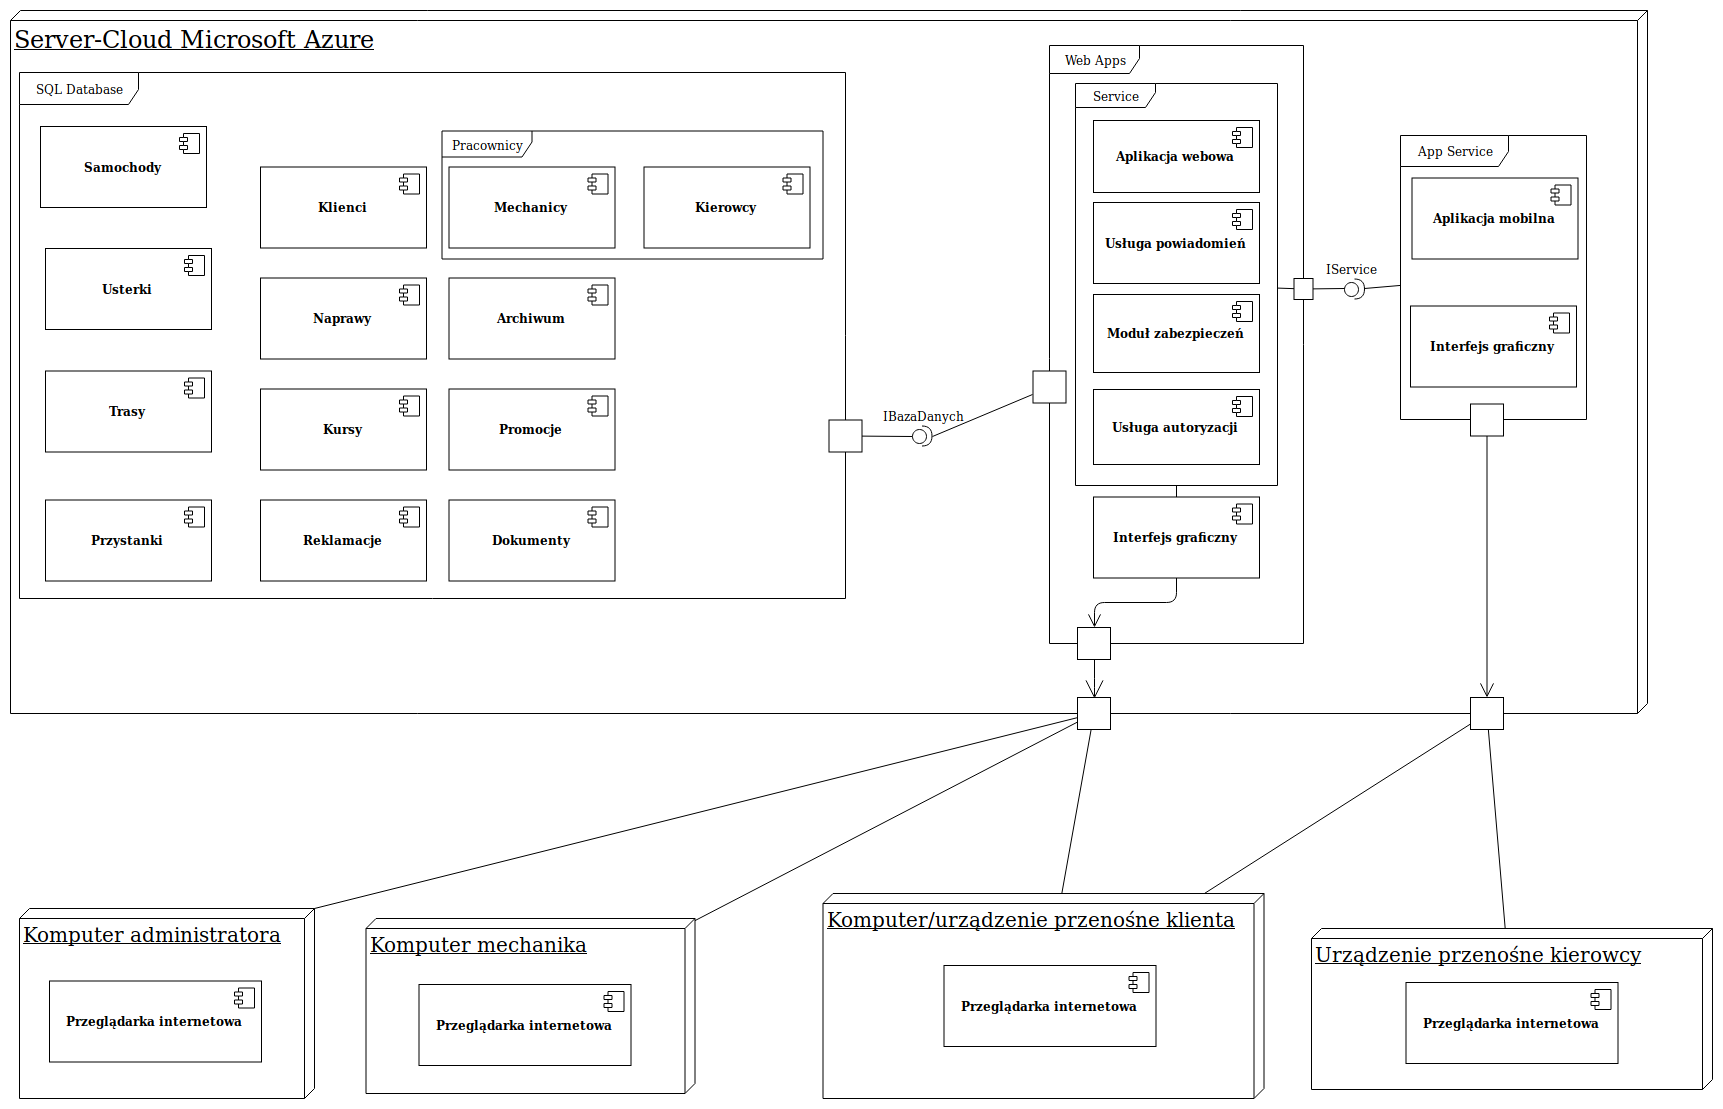 Server-Cloud Microsoft Azure
SQL Database
Samochody
Usterki
Trasy
Przystanki
Klienci
Naprawy
Kursy
Reklamacje
Pracownicy
Mechanicy
Kierowcy
Archiwum
Promocje
Dokumenty
IBazaDanych
Web Apps
Service
Aplikacja webowa
Usługa powiadomień
Moduł zabezpieczeń
Usługa autoryzacji
Interfejs graficzny
IService
App Service
Aplikacja mobilna
Interfejs graficzny
Komputer administratora
Przeglądarka internetowa
Komputer mechanika
Przeglądarka internetowa
Komputer/urządzenie przenośne klienta
Przeglądarka internetowa
Urządzenie przenośne kierowcy
Przeglądarka internetowa